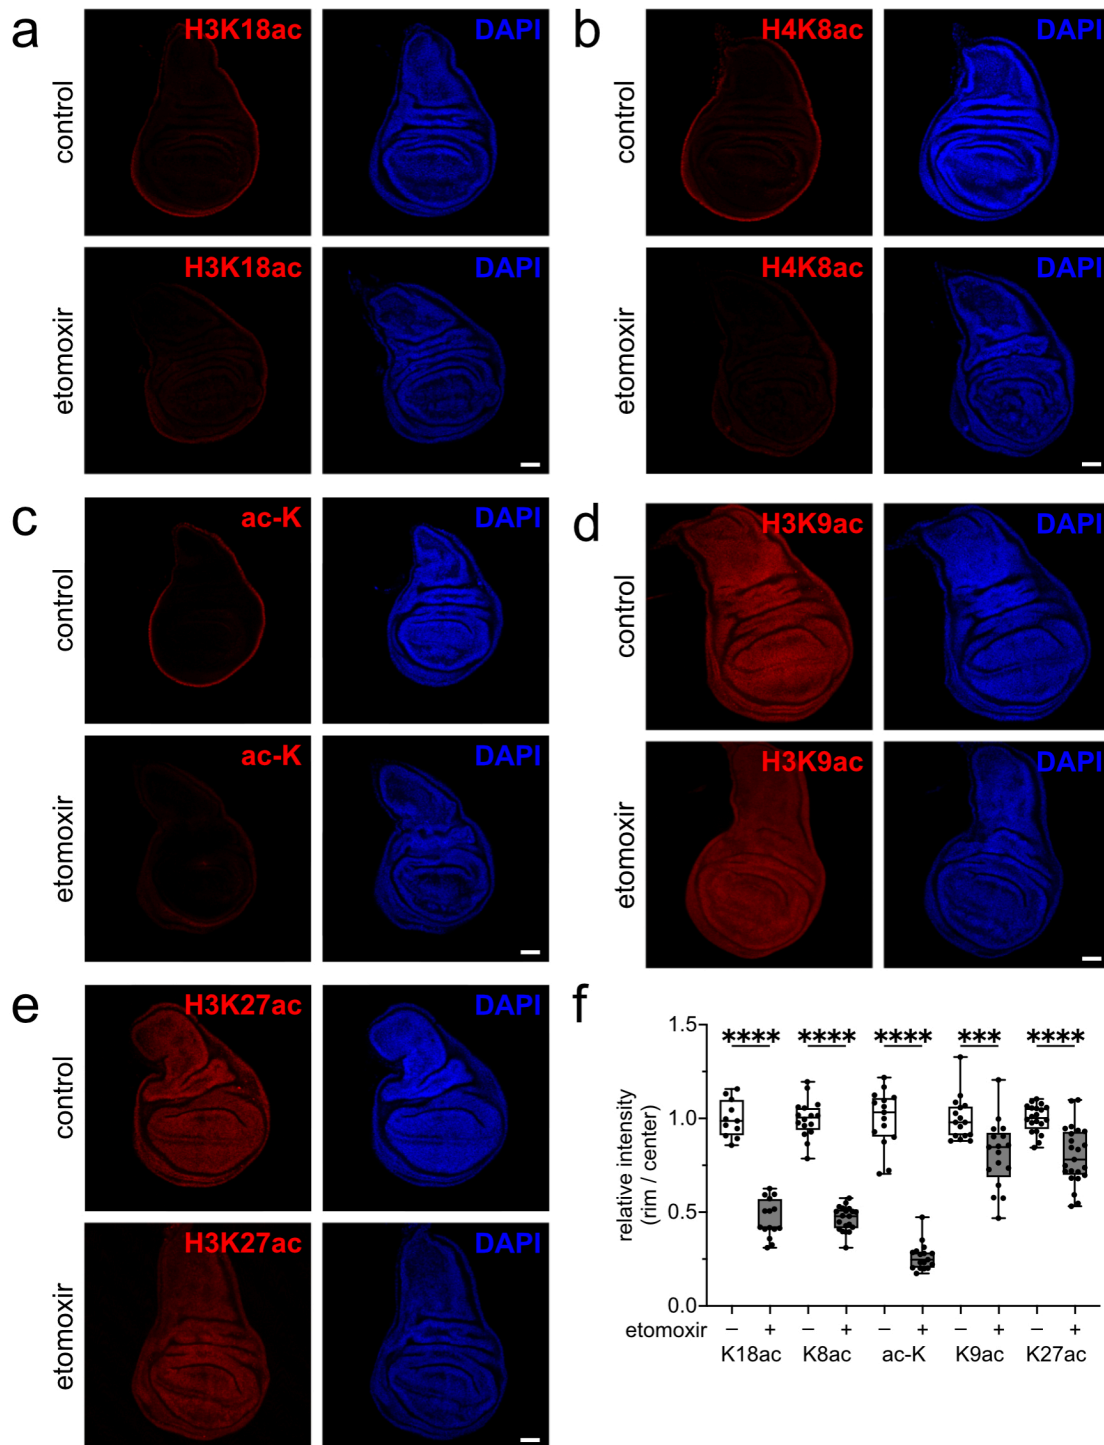 a
H3K18ac
DAPI
control
H3K18ac
DAPI
etomoxir
b
H4K8ac
DAPI
control
H4K8ac
DAPI
etomoxir
c
ac-K
DAPI
control
ac-K
DAPI
etomoxir
d
H3K9ac
DAPI
control
H3K9ac
DAPI
etomoxir
e
H3K27ac
DAPI
control
H3K27ac
DAPI
etomoxir
f
relative intensity
(rim / center)
1.5
1.0
0.5
0.0
**** **** **** *** ****
etomoxir – + – + – + – + – +
K18ac K8ac ac-K K9ac K27ac